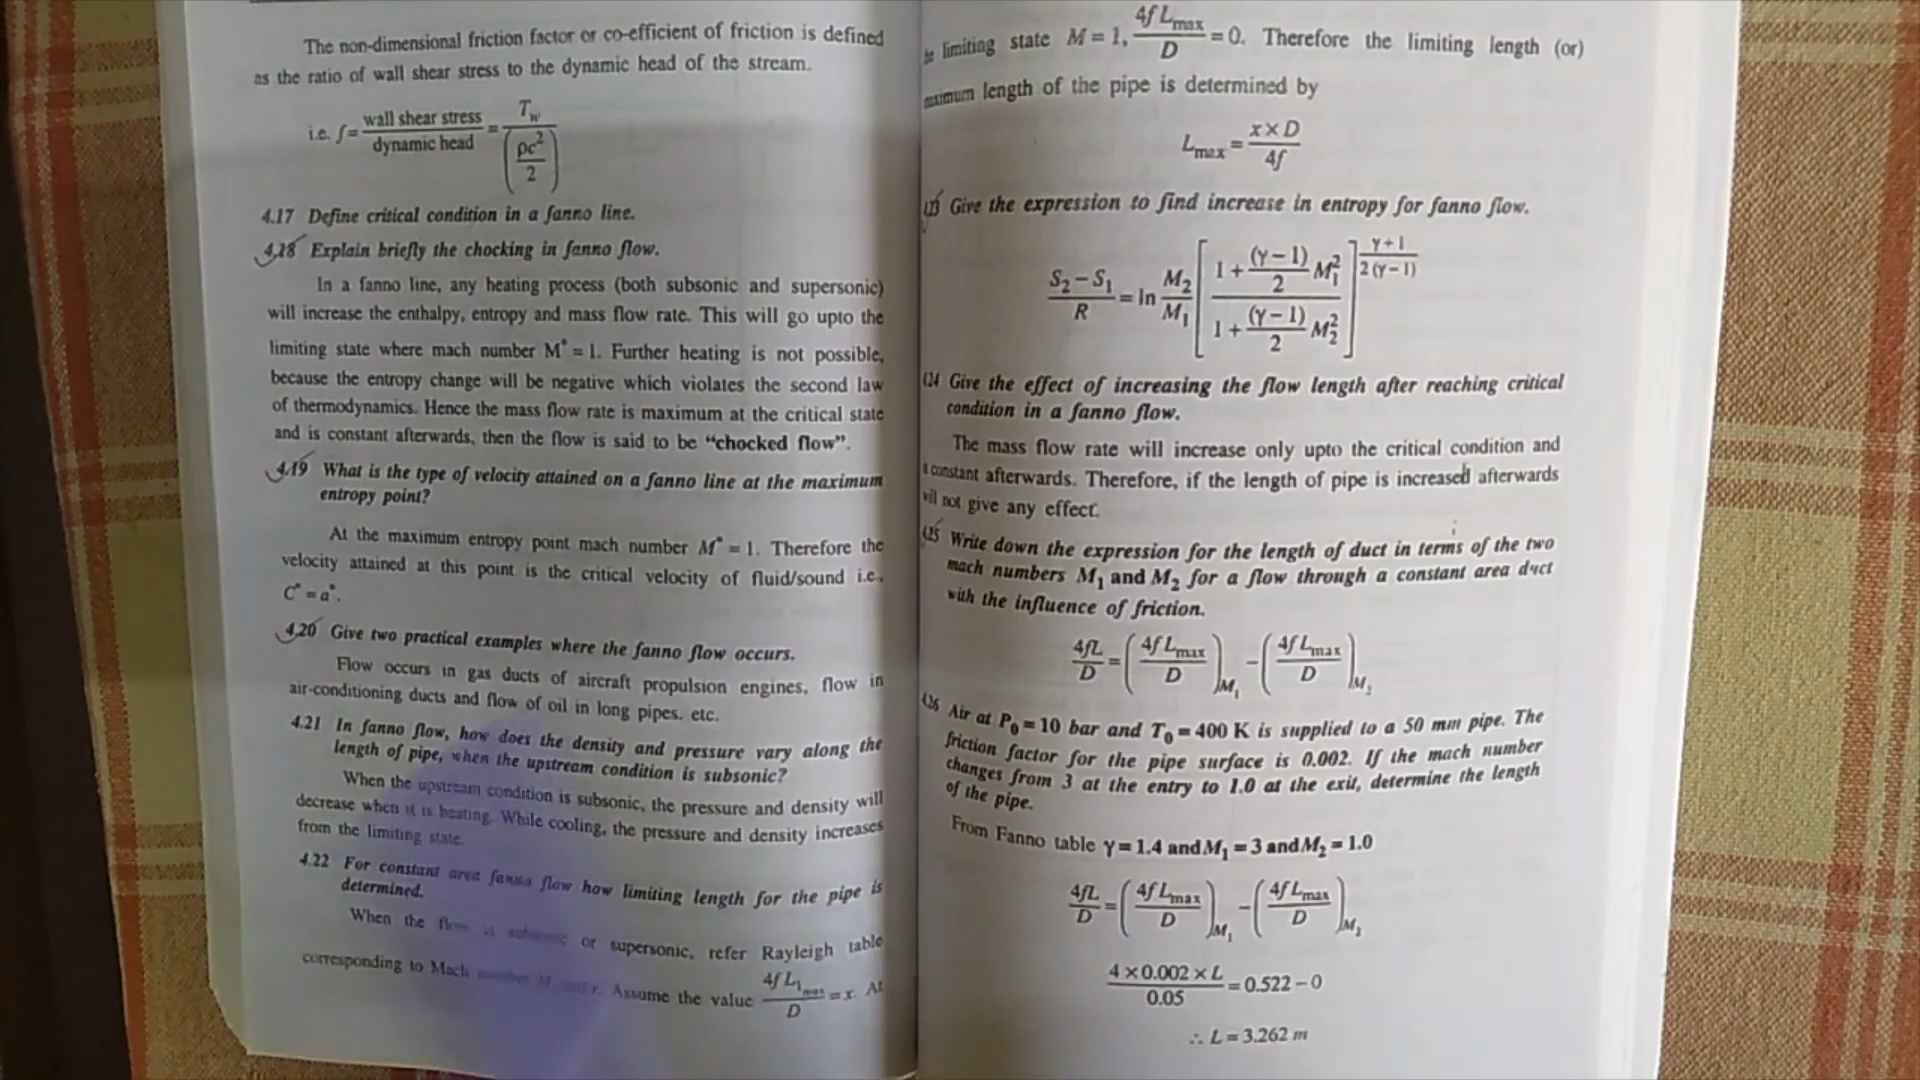 The non-dimensional friction factor or co-efficient of friction is defined
as the ratio of wall shear stress to the dynamic head of the stream.
i.e. f = wall shear stress / dynamic head = T_w / (ρc²/2)
4.17 Define critical condition in a fanno line.
4.18 Explain briefly the chocking in fanno flow.
In a fanno line, any heating process (both subsonic and supersonic)
will increase the enthalpy, entropy and mass flow rate. This will go upto the
limiting state where mach number M* = 1. Further heating is not possible,
because the entropy change will be negative which violates the second law
of thermodynamics. Hence the mass flow rate is maximum at the critical state
and is constant afterwards, then the flow is said to be “chocked flow”.
4.19 What is the type of velocity attained on a fanno line at the maximum
entropy point?
At the maximum entropy point mach number M* = 1. Therefore the
velocity attained at this point is the critical velocity of fluid/sound i.e.,
C* = a*.
4.20 Give two practical examples where the fanno flow occurs.
Flow occurs in gas ducts of aircraft propulsion engines, flow in
air-conditioning ducts and flow of oil in long pipes. etc.
4.21 In fanno flow, how does the density and pressure vary along the
length of pipe, when the upstream condition is subsonic?
When the upstream condition is subsonic, the pressure and density will
decrease when it is heating. While cooling, the pressure and density increases
from the limiting state.
4.22 For constant area fanno flow how limiting length for the pipe is
determined.
When the flow is subsonic or supersonic, refer Rayleigh table
corresponding to Mach number Assume the value 4f L₁max / D = x. At
limiting state M = 1, 4f Lmax / D = 0. Therefore the limiting length (or)
length of the pipe is determined by
Lmax = x × D / 4f
Give the expression to find increase in entropy for fanno flow.
(S₂ − S₁) / R = ln M₂/M₁ [ (1 + (γ − 1)/2 M₁²) / (1 + (γ − 1)/2 M₂²) ]^((γ + 1) / 2(γ − 1))
Give the effect of increasing the flow length after reaching critical
condition in a fanno flow.
The mass flow rate will increase only upto the critical condition and
constant afterwards. Therefore, if the length of pipe is increased afterwards
not give any effect.
Write down the expression for the length of duct in terms of the two
mach numbers M₁ and M₂ for a flow through a constant area duct
with the influence of friction.
4fL / D = (4f Lmax / D)M₁ − (4f Lmax / D)M₂
Air at P₀ = 10 bar and T₀ = 400 K is supplied to a 50 mm pipe. The
friction factor for the pipe surface is 0.002. If the mach number
changes from 3 at the entry to 1.0 at the exit, determine the length
of the pipe.
From Fanno table γ = 1.4 and M₁ = 3 and M₂ = 1.0
4fL / D = (4f Lmax / D)M₁ − (4f Lmax / D)M₂
4 × 0.002 × L / 0.05 = 0.522 − 0
∴ L = 3.262 m